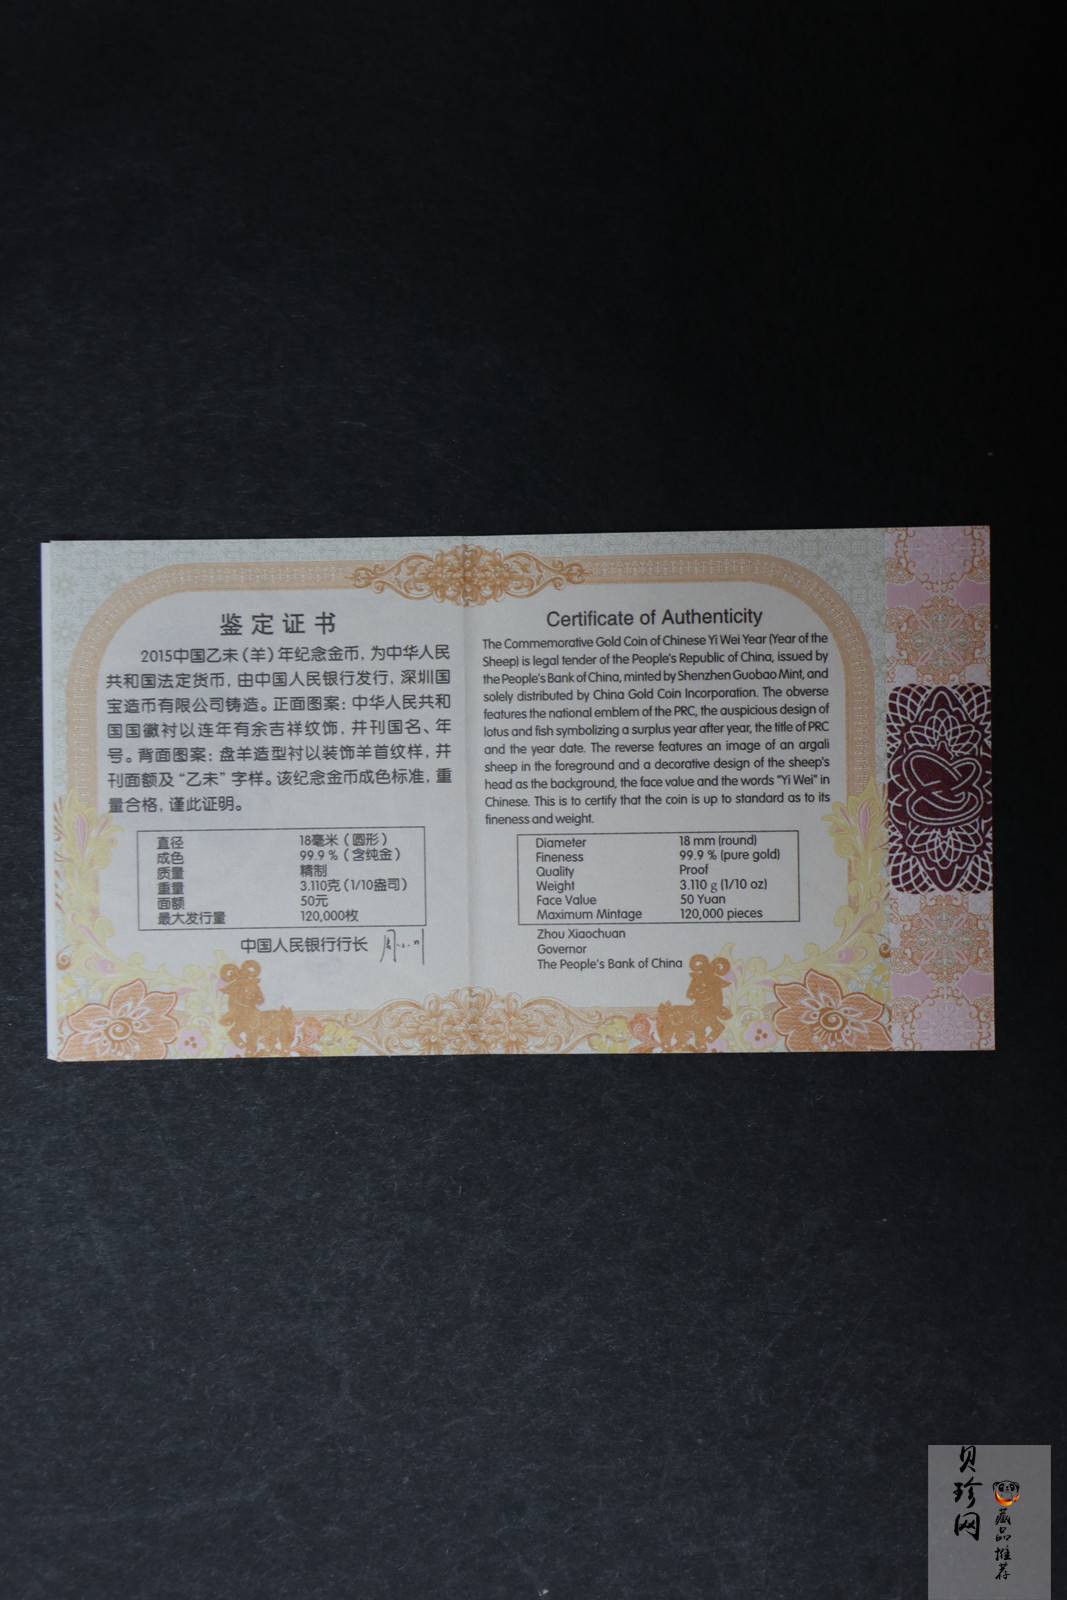 鉴定证书
2015中国乙未（羊）年纪念金币，为中华人民
共和国法定货币，由中国人民银行发行，深圳国
宝造币有限公司铸造。正面图案：中华人民共和
国国徽衬以连年有余吉祥纹饰，并刊国名、年
号。背面图案：盘羊造型衬以装饰羊首纹样，并
刊面额及“乙未”字样。该纪念金币成色标准，重
量合格，谨此证明。
直径 18毫米（圆形）
成色 99.9 %（含纯金）
质量 精制
重量 3.110克（1/10盎司）
面额 50元
最大发行量 120,000枚
中国人民银行行长
Certificate of Authenticity
The Commemorative Gold Coin of Chinese Yi Wei Year (Year of the
Sheep) is legal tender of the People's Republic of China, issued by
the People's Bank of China, minted by Shenzhen Guobao Mint, and
solely distributed by China Gold Coin Incorporation. The obverse
features the national emblem of the PRC, the auspicious design of
lotus and fish symbolizing a surplus year after year, the title of PRC
and the year date. The reverse features an image of an argali
sheep in the foreground and a decorative design of the sheep's
head as the background, the face value and the words "Yi Wei" in
Chinese. This is to certify that the coin is up to standard as to its
fineness and weight.
Diameter 18 mm (round)
Fineness 99.9 % (pure gold)
Quality Proof
Weight 3.110 g (1/10 oz)
Face Value 50 Yuan
Maximum Mintage 120,000 pieces
Zhou Xiaochuan
Governor
The People's Bank of China
贝珍网
藏品推荐